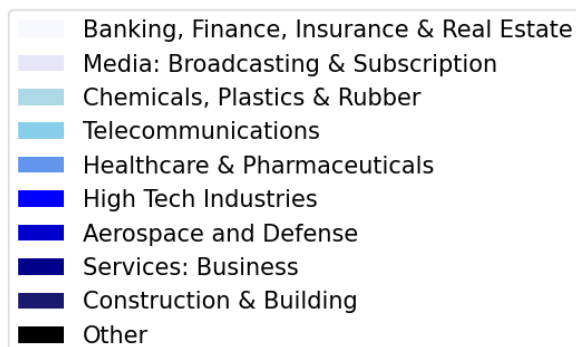 Banking, Finance, Insurance & Real Estate
Media: Broadcasting & Subscription
Chemicals, Plastics & Rubber
Telecommunications
Healthcare & Pharmaceuticals
High Tech Industries
Aerospace and Defense
Services: Business
Construction & Building
Other